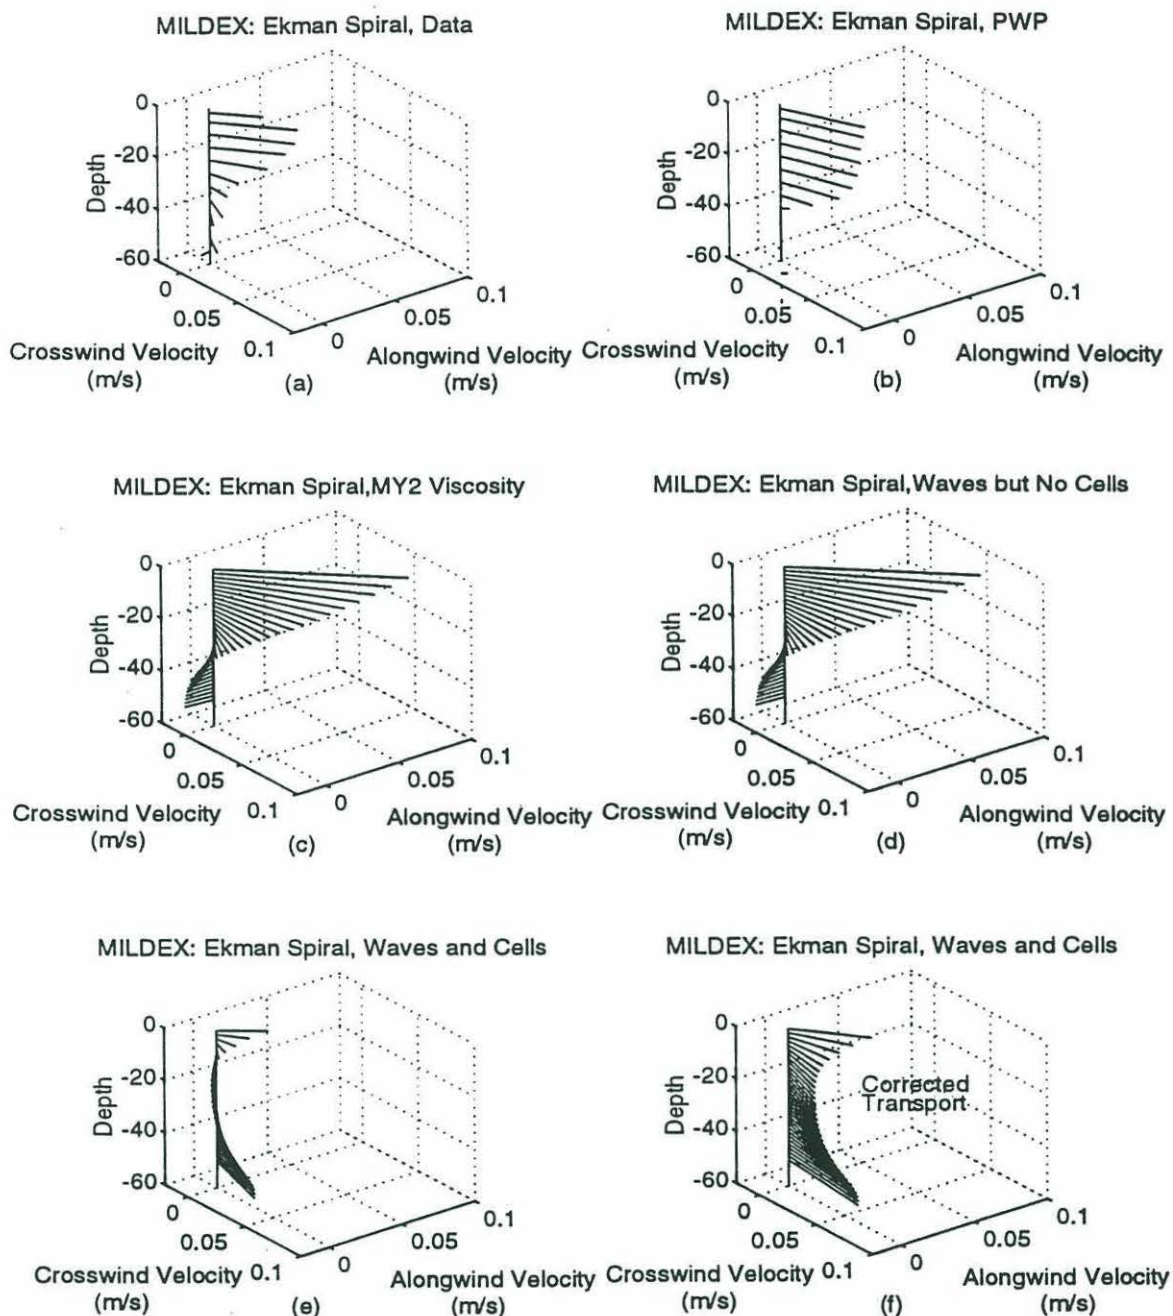 MILDEX: Ekman Spiral, Data
0
-20
-40
-60
Depth
0
0.05
0.1
Crosswind Velocity
(m/s)
0
0.05
0.1
Alongwind Velocity
(m/s)
(a)
MILDEX: Ekman Spiral, PWP
0
-20
-40
-60
Depth
0
0.05
0.1
Crosswind Velocity
(m/s)
0
0.05
0.1
Alongwind Velocity
(m/s)
(b)
MILDEX: Ekman Spiral,MY2 Viscosity
0
-20
-40
-60
Depth
0
0.05
0.1
Crosswind Velocity
(m/s)
0
0.05
0.1
Alongwind Velocity
(m/s)
(c)
MILDEX: Ekman Spiral,Waves but No Cells
0
-20
-40
-60
Depth
0
0.05
0.1
Crosswind Velocity
(m/s)
0
0.05
0.1
Alongwind Velocity
(m/s)
(d)
MILDEX: Ekman Spiral, Waves and Cells
0
-20
-40
-60
Depth
0
0.05
0.1
Crosswind Velocity
(m/s)
0
0.05
0.1
Alongwind Velocity
(m/s)
(e)
MILDEX: Ekman Spiral, Waves and Cells
0
-20
-40
-60
Depth
Corrected
Transport
0
0.05
0.1
Crosswind Velocity
(m/s)
0
0.05
0.1
Alongwind Velocity
(m/s)
(f)